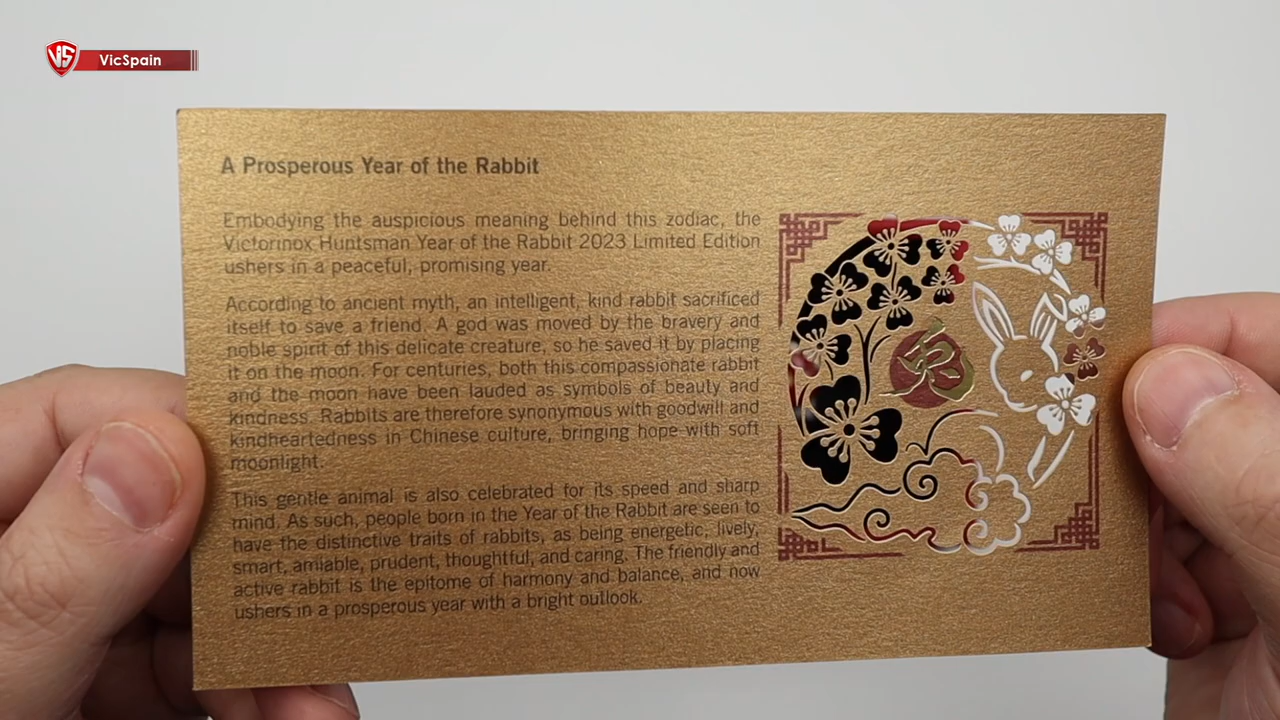 VS VicSpain
A Prosperous Year of the Rabbit
Embodying the auspicious meaning behind this zodiac, the
Victorinox Huntsman Year of the Rabbit 2023 Limited Edition
ushers in a peaceful, promising year.
According to ancient myth, an intelligent, kind rabbit sacrificed
itself to save a friend. A god was moved by the bravery and
noble spirit of this delicate creature, so he saved it by placing
it on the moon. For centuries, both this compassionate rabbit
and the moon have been lauded as symbols of beauty and
kindness. Rabbits are therefore synonymous with goodwill and
kindheartedness in Chinese culture, bringing hope with soft
moonlight.
This gentle animal is also celebrated for its speed and sharp
mind. As such, people born in the Year of the Rabbit are seen to
have the distinctive traits of rabbits, as being energetic, lively,
smart, amiable, prudent, thoughtful, and caring. The friendly and
active rabbit is the epitome of harmony and balance, and now
ushers in a prosperous year with a bright outlook.
兔